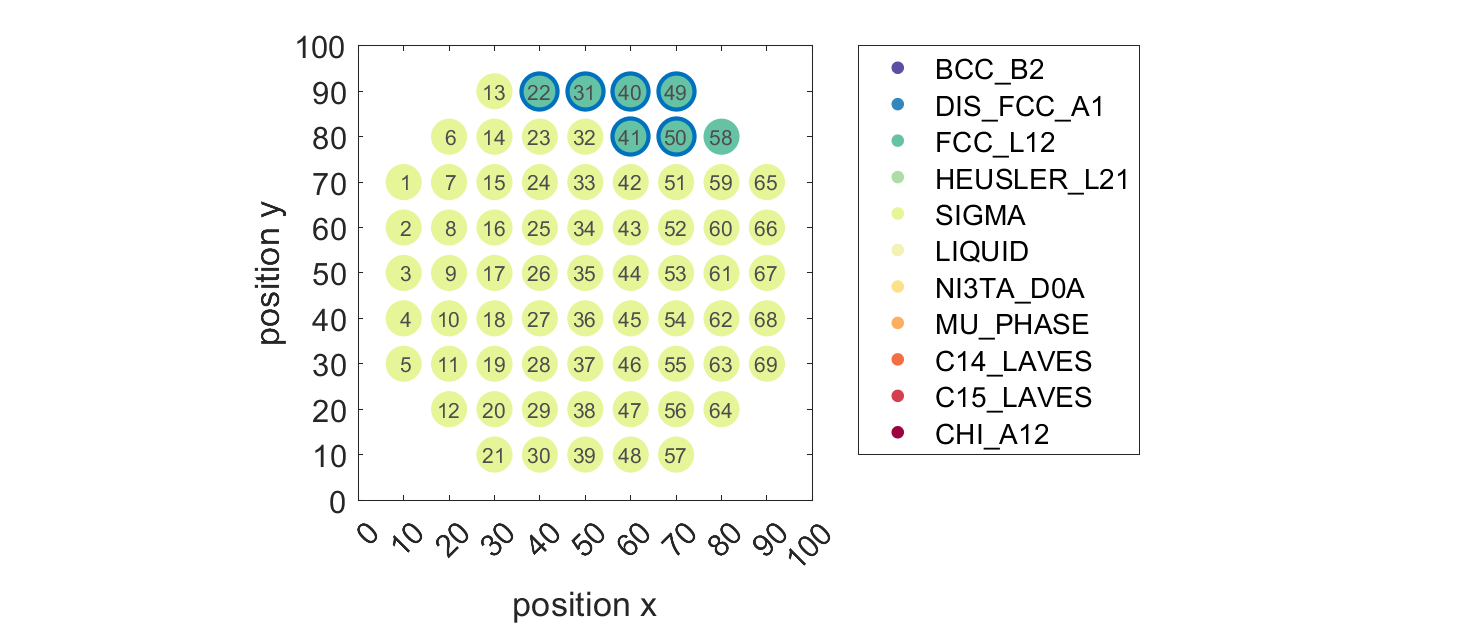 100
90
80
70
60
50
40
30
20
10
0
position y
13 22 31 40 49
6 14 23 32 41 50 58
1 7 15 24 33 42 51 59 65
2 8 16 25 34 43 52 60 66
3 9 17 26 35 44 53 61 67
4 10 18 27 36 45 54 62 68
5 11 19 28 37 46 55 63 69
12 20 29 38 47 56 64
21 30 39 48 57
0 10 20 30 40 50 60 70 80 90 100
position x
BCC_B2
DIS_FCC_A1
FCC_L12
HEUSLER_L21
SIGMA
LIQUID
NI3TA_D0A
MU_PHASE
C14_LAVES
C15_LAVES
CHI_A12